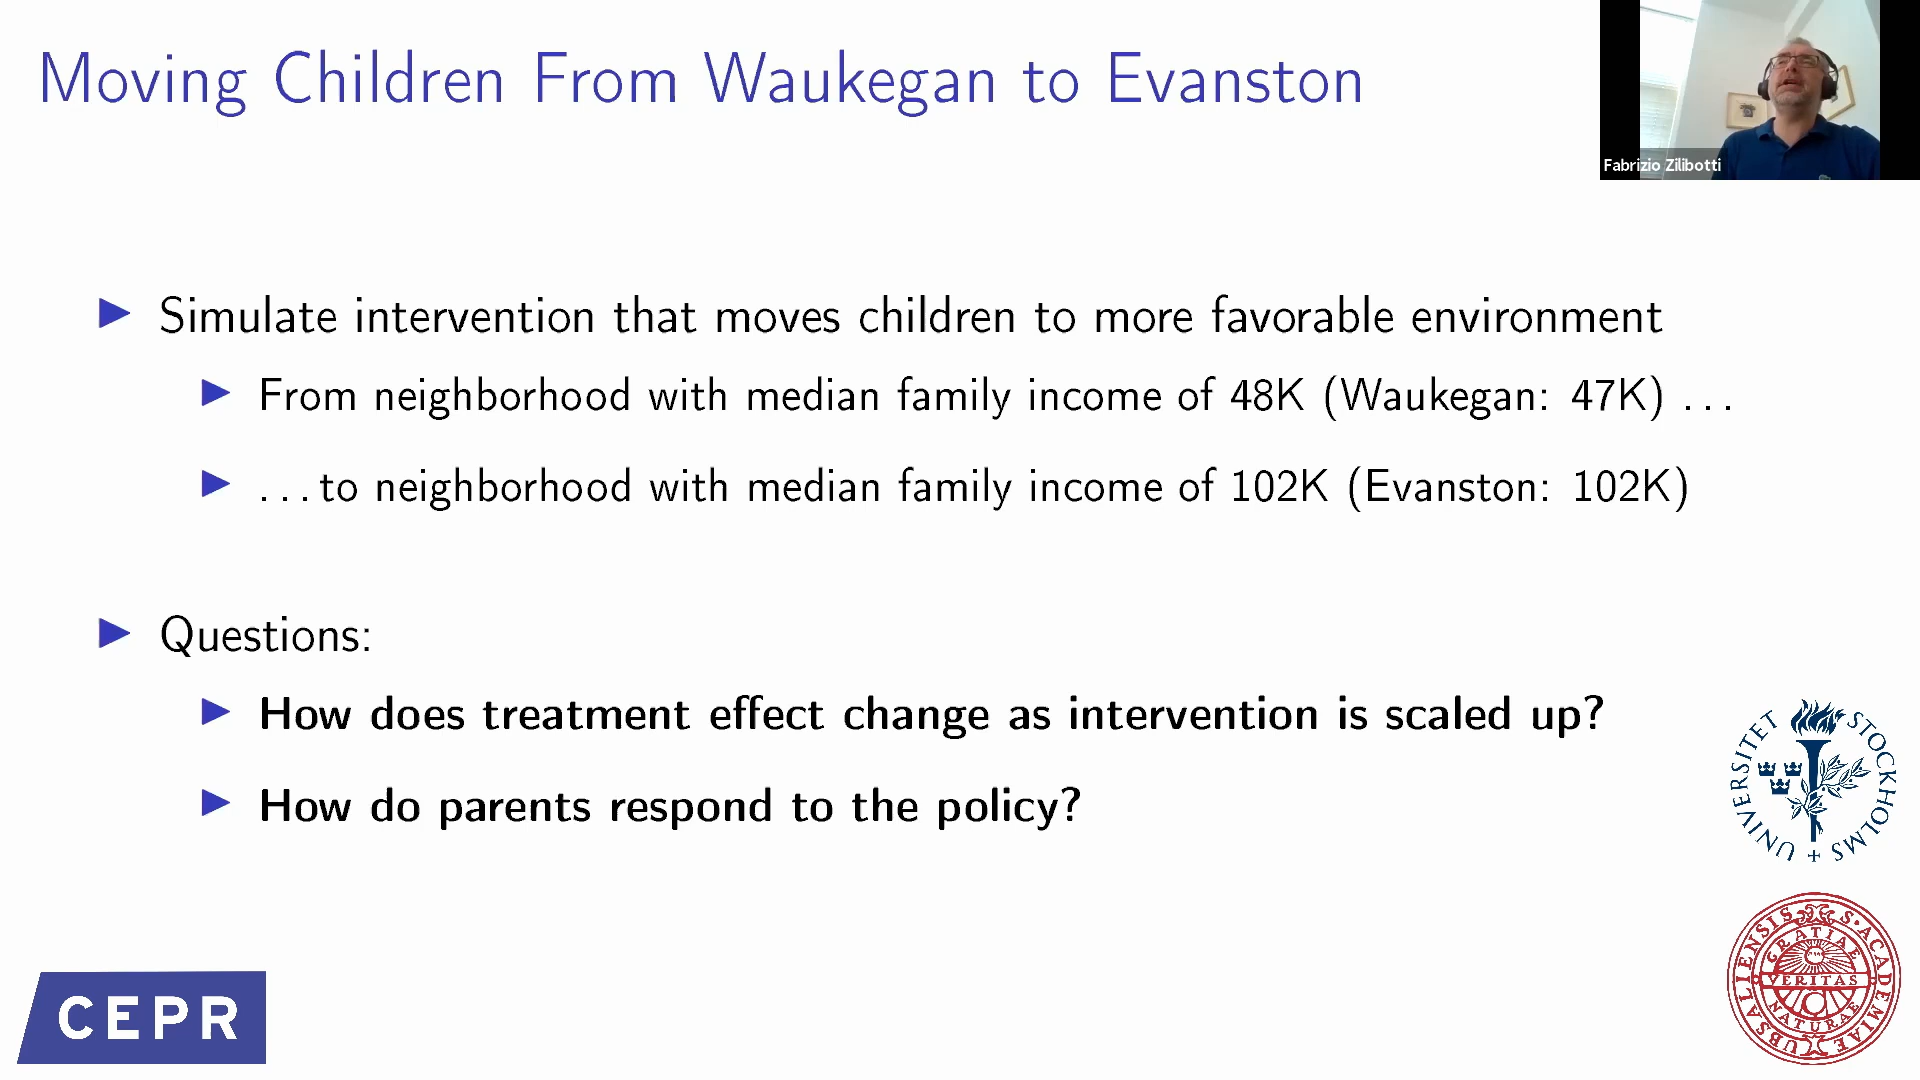 Moving Children From Waukegan to Evanston
Fabrizio Zilibotti
Simulate intervention that moves children to more favorable environment
From neighborhood with median family income of 48K (Waukegan: 47K) ...
...to neighborhood with median family income of 102K (Evanston: 102K)
Questions:
How does treatment effect change as intervention is scaled up?
How do parents respond to the policy?
STOCKHOLMS
UNIVERSITET
GRATIAE
VERITAS
NATURAE
CEPR